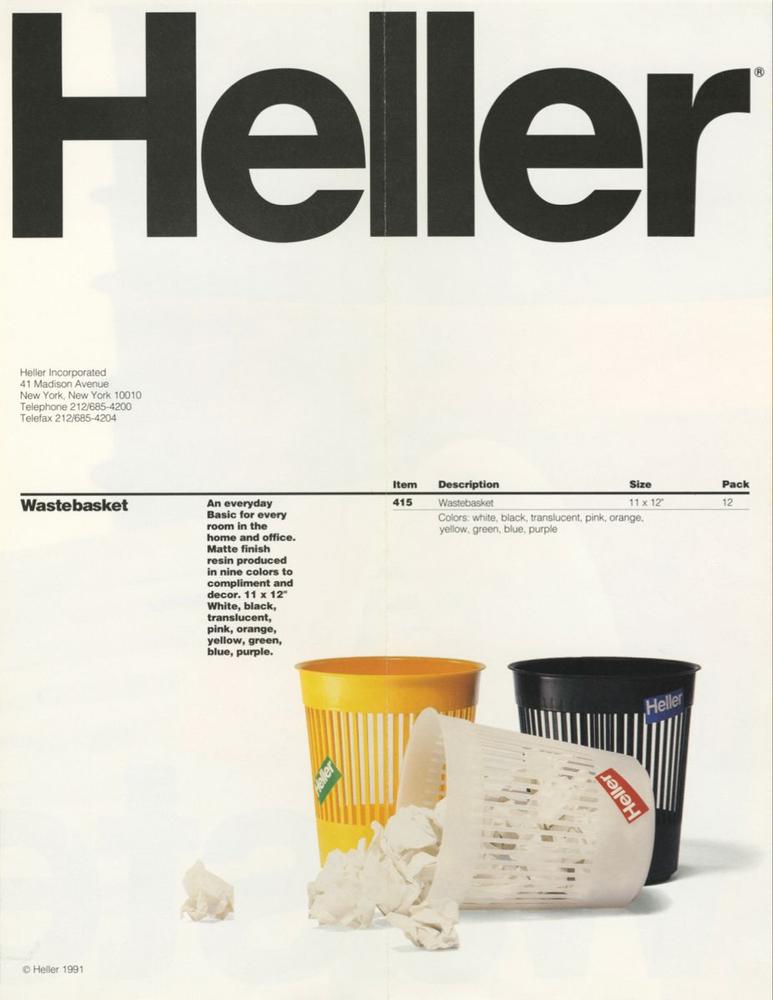 Heller®
Heller Incorporated
41 Madison Avenue
New York, New York 10010
Telephone 212/685-4200
Telefax 212/685-4204
Item Description Size Pack
Wastebasket
An everyday
Basic for every
room in the
home and office.
Matte finish
resin produced
in nine colors to
compliment and
decor. 11 x 12"
White, black,
translucent,
pink, orange,
yellow, green,
blue, purple.
415 Wastebasket 11 x 12" 12
Colors: white, black, translucent, pink, orange,
yellow, green, blue, purple
Heller
Heller
Heller
© Heller 1991